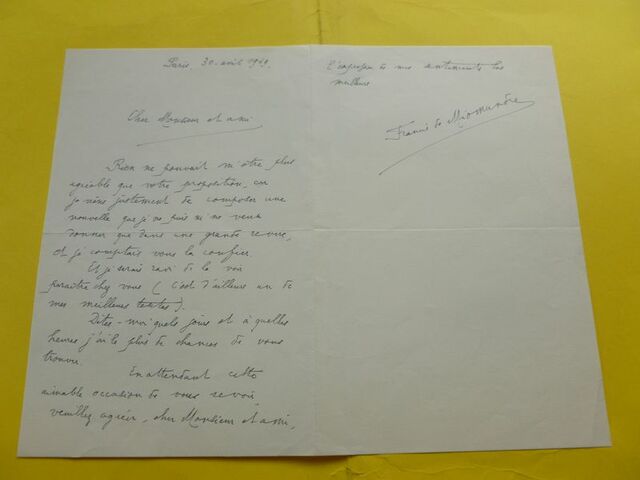 Paris, 30. avril 1949.
Cher Monsieur et ami
Rien ne pouvait m'être plus
agréable que votre proposition, car
je viens justement de composer une
nouvelle que je ne puis ni ne veux
donner que dans une grande revue,
et je comptais vous la confier.
Et je serais ravi de la voir
paraître chez vous (c'est d'ailleurs un de
mes meilleurs textes).
Dites-moi quels jours et à quelles
heures j'ai le plus de chances de vous
trouver.
En attendant cette
aimable occasion de vous revoir
veuillez agréer, cher Monsieur et ami,
l'expression de mes sentiments les
meilleurs
Francis de Miomandre